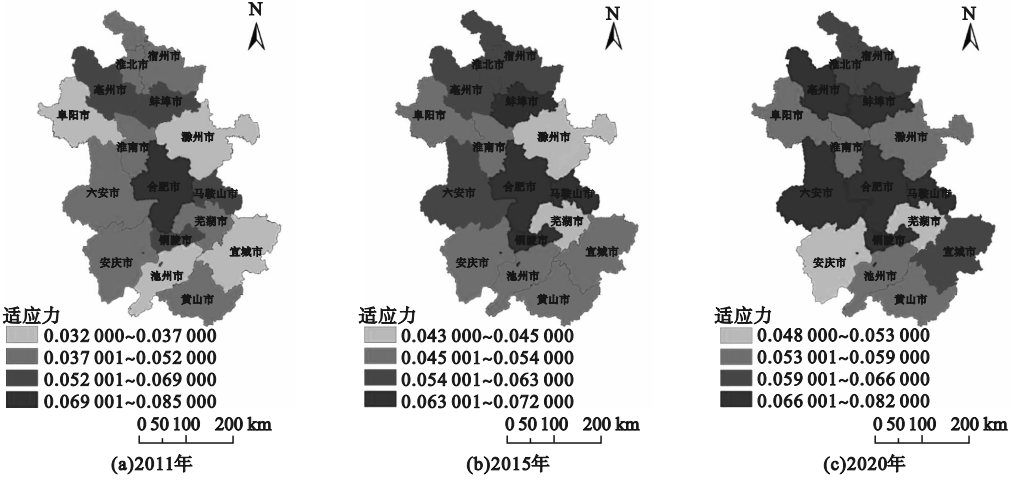 N
宿州市
淮北市
亳州市
蚌埠市
阜阳市
滁州市
淮南市
合肥市
六安市
马鞍山市
芜湖市
铜陵市
宣城市
安庆市
池州市
黄山市
适应力
0.032 000~0.037 000
0.037 001~0.052 000
0.052 001~0.069 000
0.069 001~0.085 000
0 50 100 200 km
(a)2011年
N
宿州市
淮北市
亳州市
蚌埠市
阜阳市
滁州市
淮南市
合肥市
六安市
马鞍山市
芜湖市
铜陵市
宣城市
安庆市
池州市
黄山市
适应力
0.043 000~0.045 000
0.045 001~0.054 000
0.054 001~0.063 000
0.063 001~0.072 000
0 50 100 200 km
(b)2015年
N
宿州市
淮北市
亳州市
蚌埠市
阜阳市
滁州市
淮南市
合肥市
六安市
马鞍山市
芜湖市
铜陵市
宣城市
安庆市
池州市
黄山市
适应力
0.048 000~0.053 000
0.053 001~0.059 000
0.059 001~0.066 000
0.066 001~0.082 000
0 50 100 200 km
(c)2020年